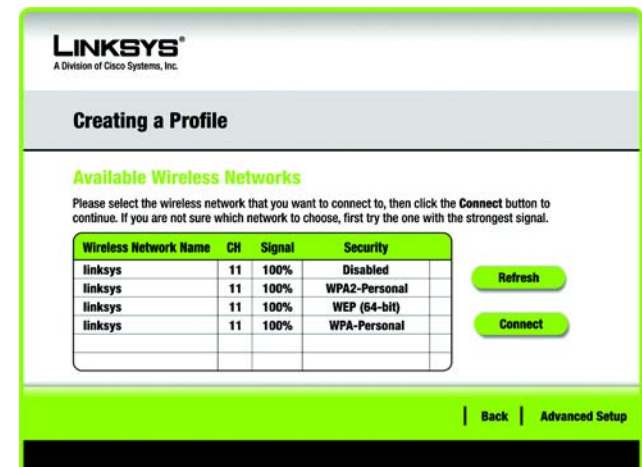 LINKSYS®
A Division of Cisco Systems, Inc.
Creating a Profile
Available Wireless Networks
Please select the wireless network that you want to connect to, then click the Connect button to
continue. If you are not sure which network to choose, first try the one with the strongest signal.
Wireless Network Name CH Signal Security
linksys 11 100% Disabled
linksys 11 100% WPA2-Personal
linksys 11 100% WEP (64-bit)
linksys 11 100% WPA-Personal
Refresh
Connect
Back Advanced Setup